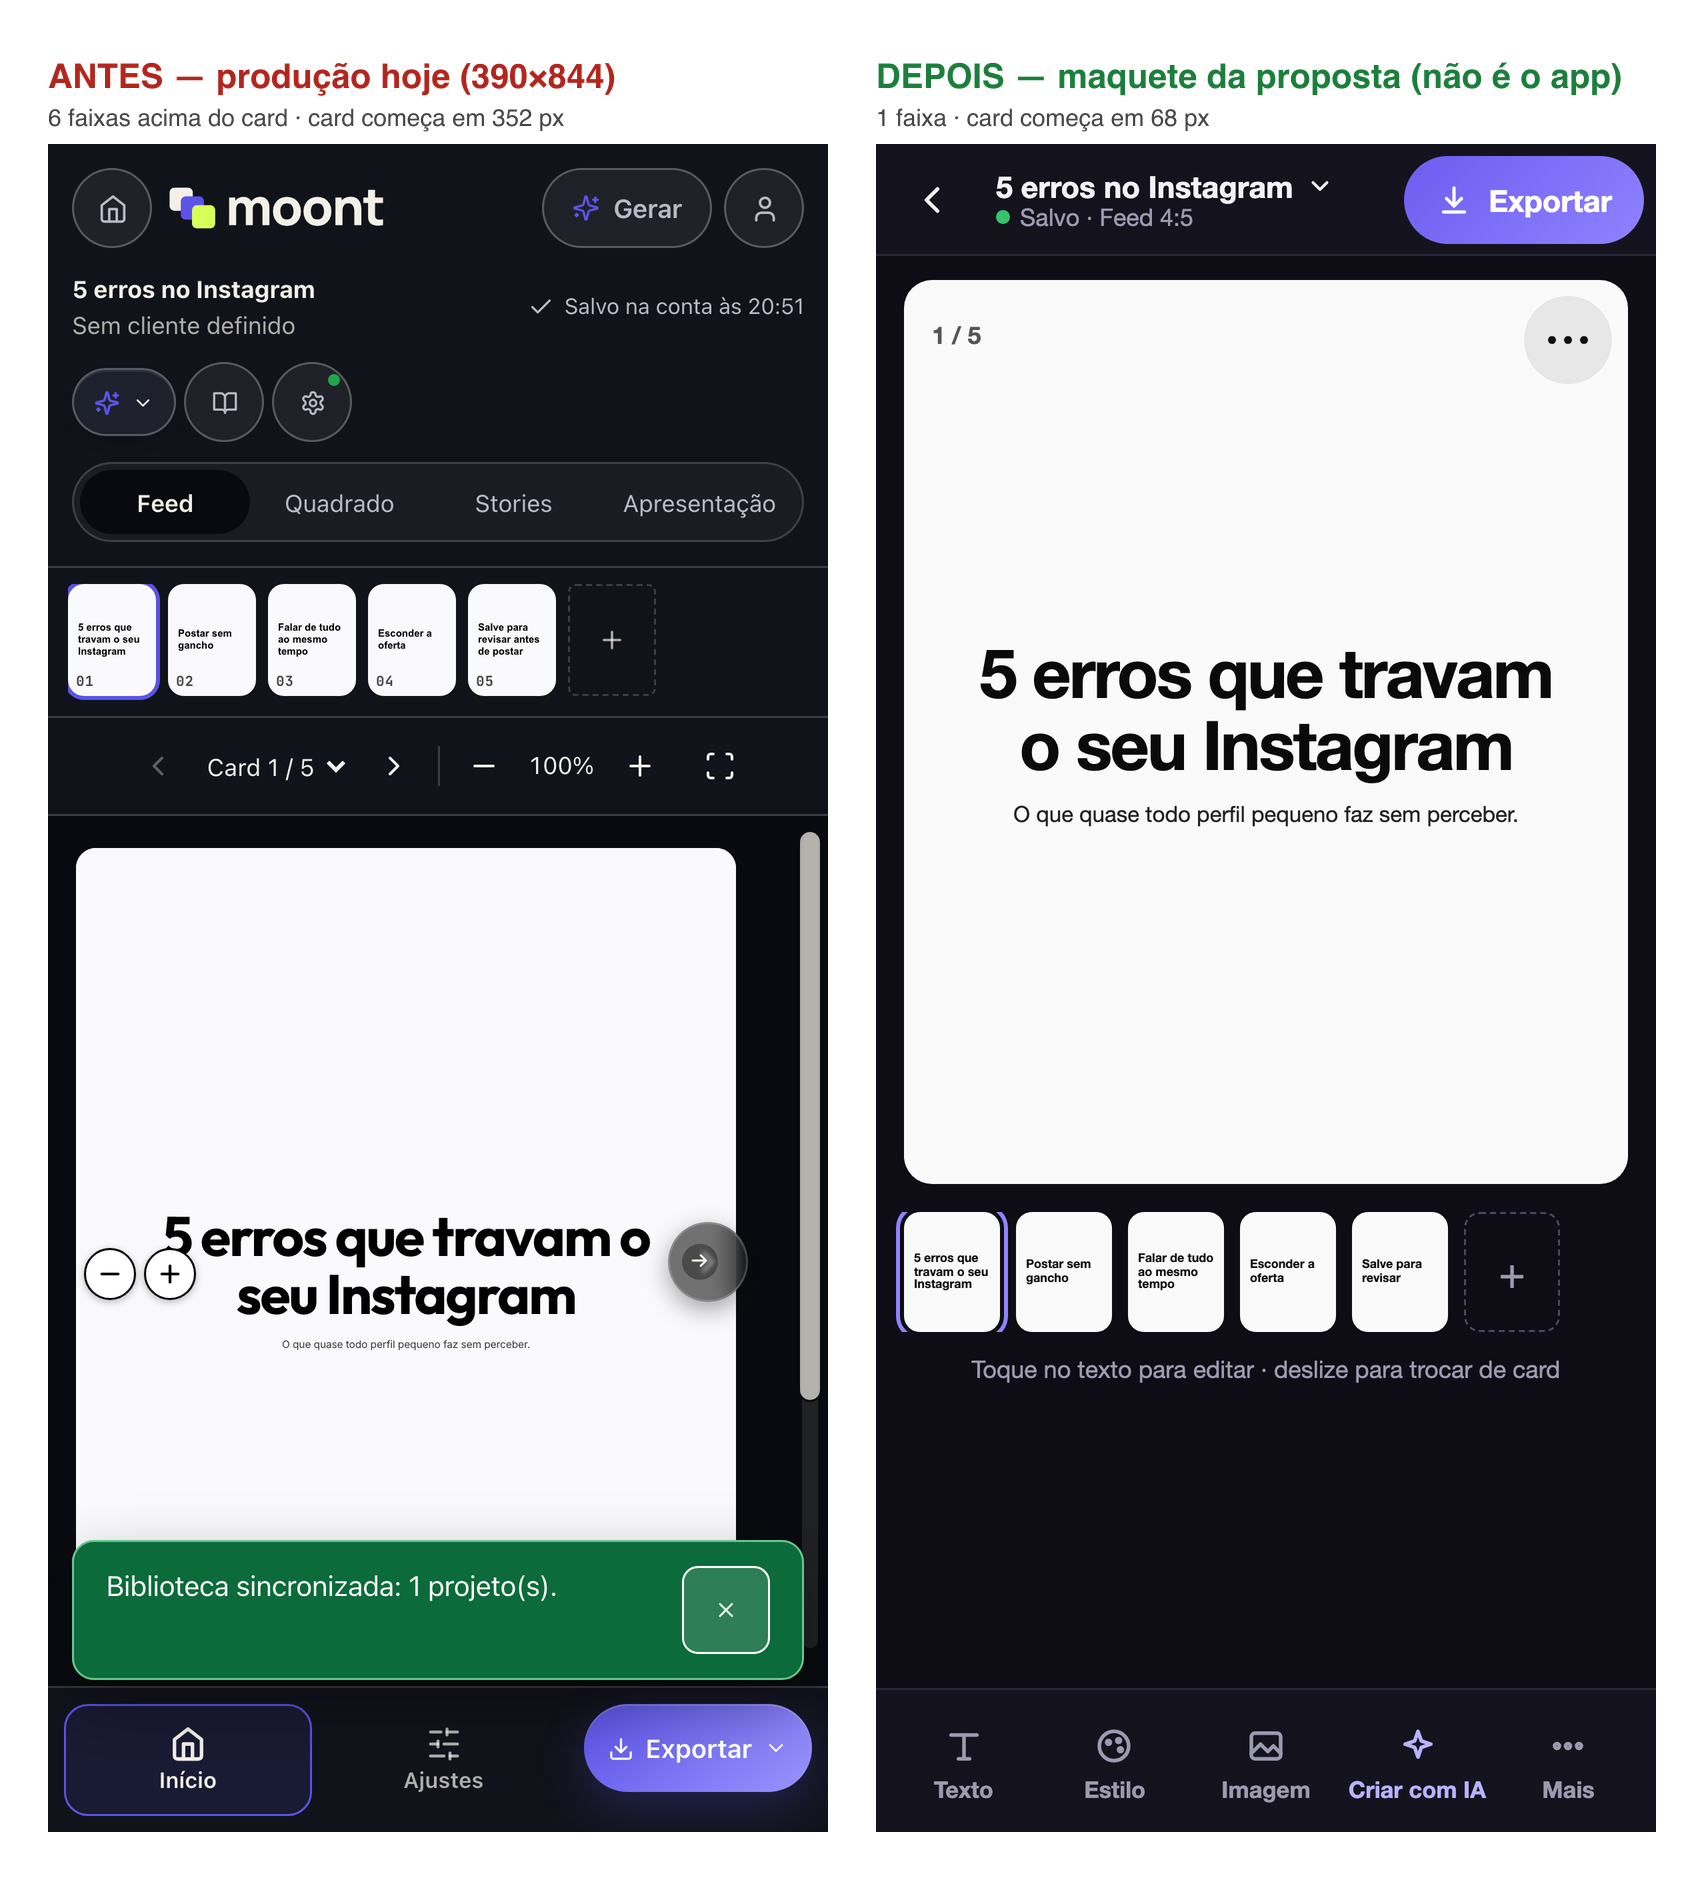 ANTES — produção hoje (390×844)
6 faixas acima do card · card começa em 352 px
moont
Gerar
5 erros no Instagram
Sem cliente definido
Salvo na conta às 20:51
Feed
Quadrado
Stories
Apresentação
5 erros que
travam o seu
Instagram
01
Postar sem
gancho
02
Falar de tudo
ao mesmo
tempo
03
Esconder a
oferta
04
Salve para
revisar antes
de postar
05
Card 1 / 5
100%
5 erros que travam o
seu Instagram
O que quase todo perfil pequeno faz sem perceber.
Biblioteca sincronizada: 1 projeto(s).
Início
Ajustes
Exportar
DEPOIS — maquete da proposta (não é o app)
1 faixa · card começa em 68 px
5 erros no Instagram
Salvo · Feed 4:5
Exportar
1 / 5
5 erros que travam
o seu Instagram
O que quase todo perfil pequeno faz sem perceber.
5 erros que
travam o seu
Instagram
Postar sem
gancho
Falar de tudo
ao mesmo
tempo
Esconder a
oferta
Salve para
revisar
Toque no texto para editar · deslize para trocar de card
Texto
Estilo
Imagem
Criar com IA
Mais